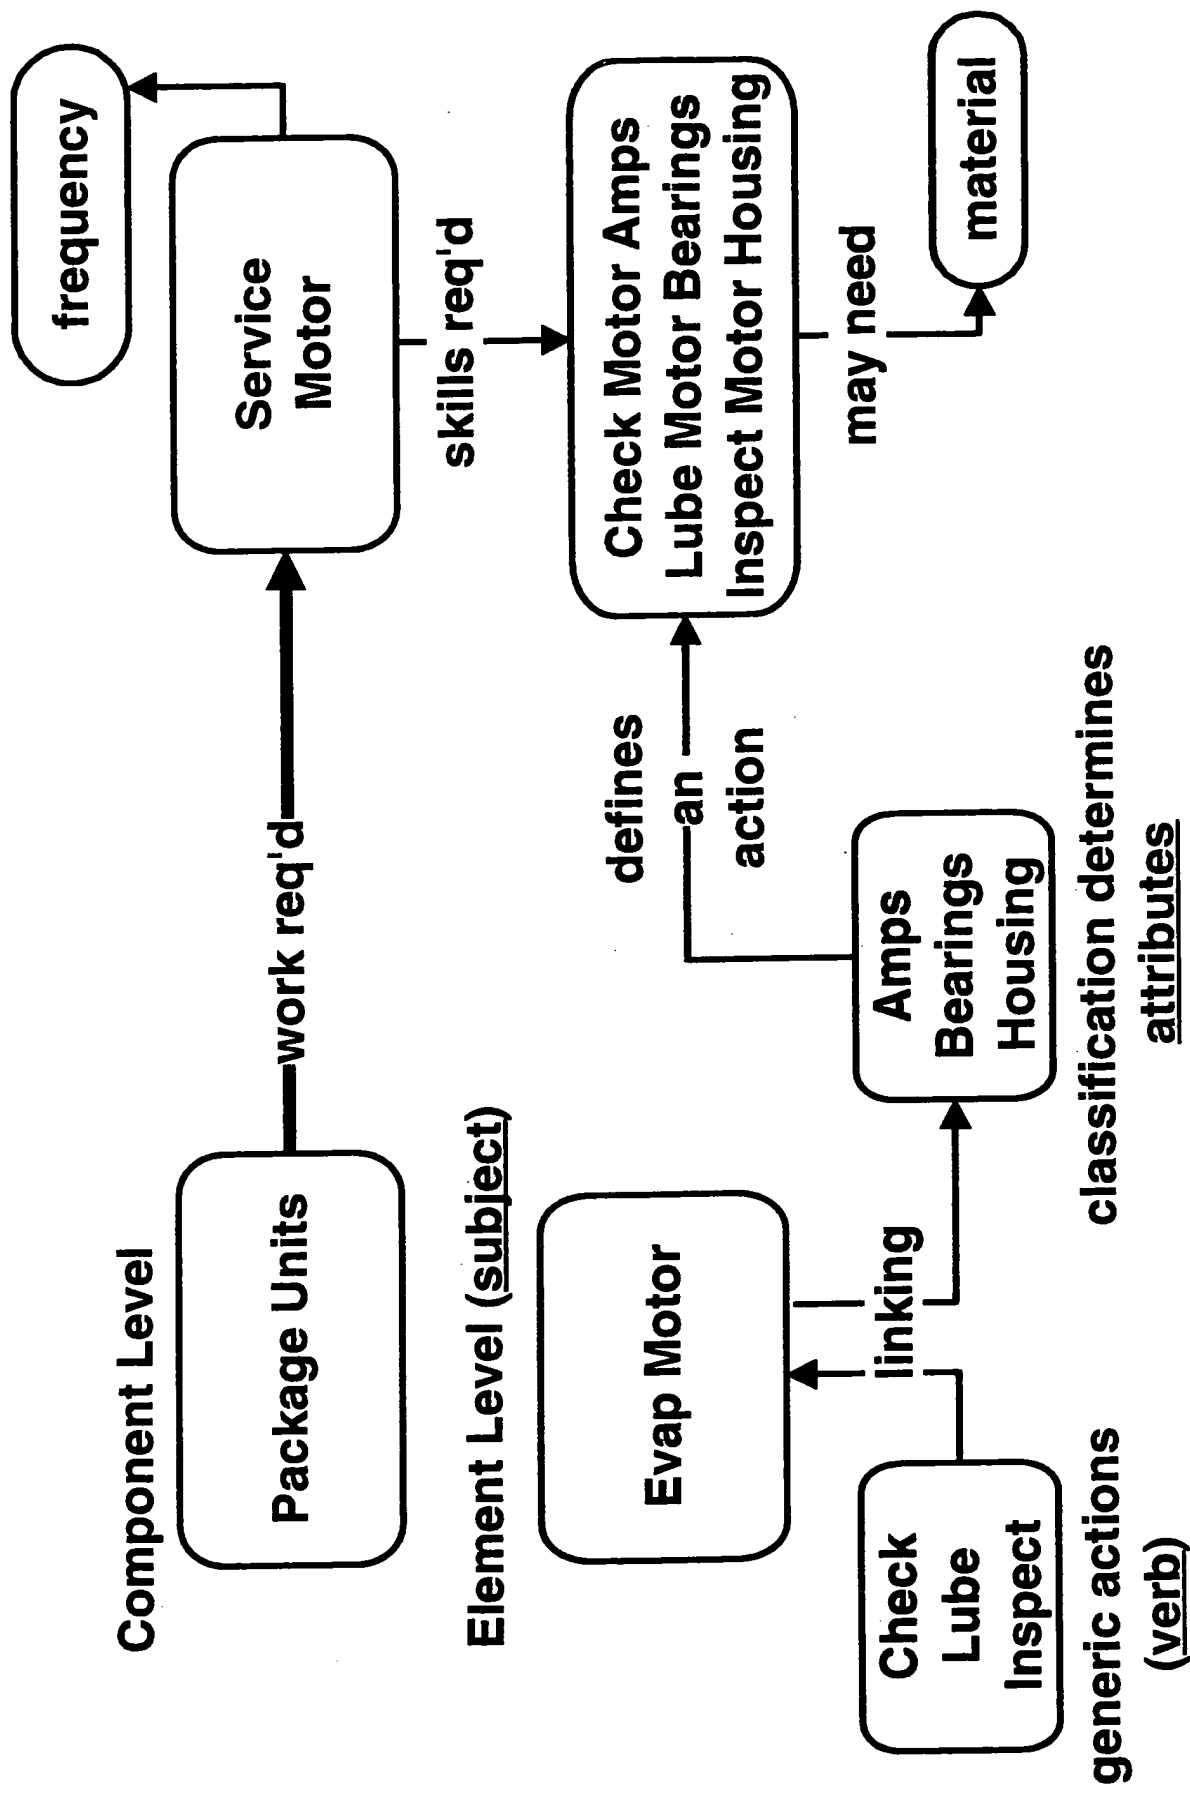 Component Level
Package Units
work req'd
Service
Motor
frequency
skills req'd
Element Level (subject)
Evap Motor
linking
Check
Lube
Inspect
generic actions
(verb)
Amps
Bearings
Housing
classification determines
attributes
defines
an
action
Check Motor Amps
Lube Motor Bearings
Inspect Motor Housing
may need
material